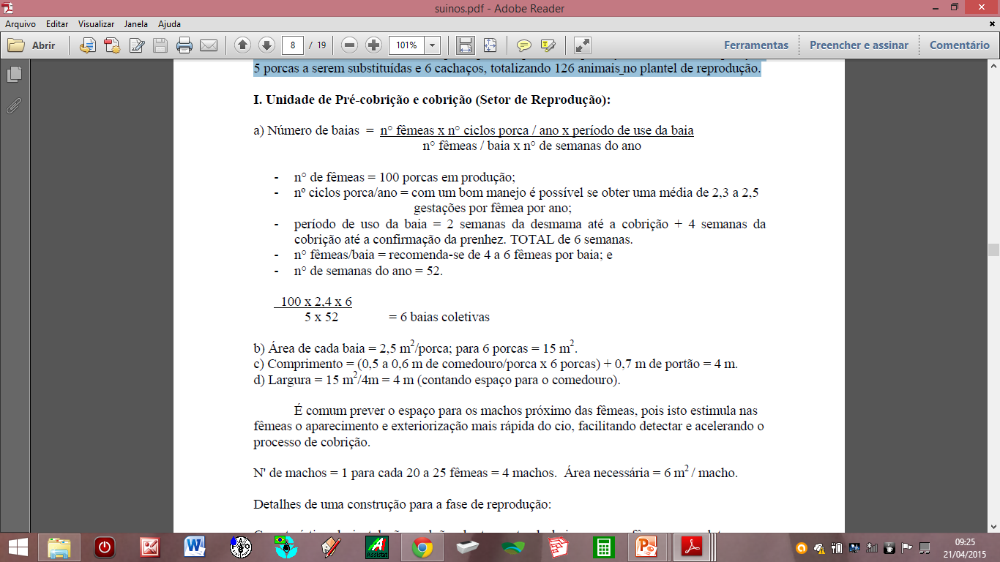 suinos.pdf - Adobe Reader
Arquivo Editar Visualizar Janela Ajuda
Abrir 8 / 19 101% Ferramentas Preencher e assinar Comentário
5 porcas a serem substituídas e 6 cachaços, totalizando 126 animais no plantel de reprodução.
I. Unidade de Pré-cobrição e cobrição (Setor de Reprodução):
a) Número de baias = n° fêmeas x n° ciclos porca / ano x período de use da baia
n° fêmeas / baia x n° de semanas do ano
- n° de fêmeas = 100 porcas em produção;
- nº ciclos porca/ano = com um bom manejo é possível se obter uma média de 2,3 a 2,5
gestações por fêmea por ano;
- período de uso da baia = 2 semanas da desmama até a cobrição + 4 semanas da
cobrição até a confirmação da prenhez. TOTAL de 6 semanas.
- n° fêmeas/baia = recomenda-se de 4 a 6 fêmeas por baia; e
- n° de semanas do ano = 52.
100 x 2,4 x 6
5 x 52 = 6 baias coletivas
b) Área de cada baia = 2,5 m²/porca; para 6 porcas = 15 m².
c) Comprimento = (0,5 a 0,6 m de comedouro/porca x 6 porcas) + 0,7 m de portão = 4 m.
d) Largura = 15 m²/4m = 4 m (contando espaço para o comedouro).
É comum prever o espaço para os machos próximo das fêmeas, pois isto estimula nas
fêmeas o aparecimento e exteriorização mais rápida do cio, facilitando detectar e acelerando o
processo de cobrição.
N' de machos = 1 para cada 20 a 25 fêmeas = 4 machos. Área necessária = 6 m² / macho.
Detalhes de uma construção para a fase de reprodução:
09:25
21/04/2015